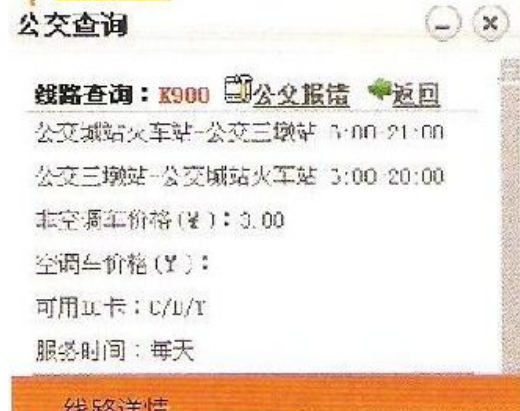 公交查询
线路查询：K900 公交报错 返回
公交城站火车站-公交三墩站 6:00-21:00
公交三墩站-公交城站火车站 5:00-20:00
非空调车价格(¥)：3.00
空调车价格(¥)：
可用IC卡：C/D/T
服务时间：每天
线路详情